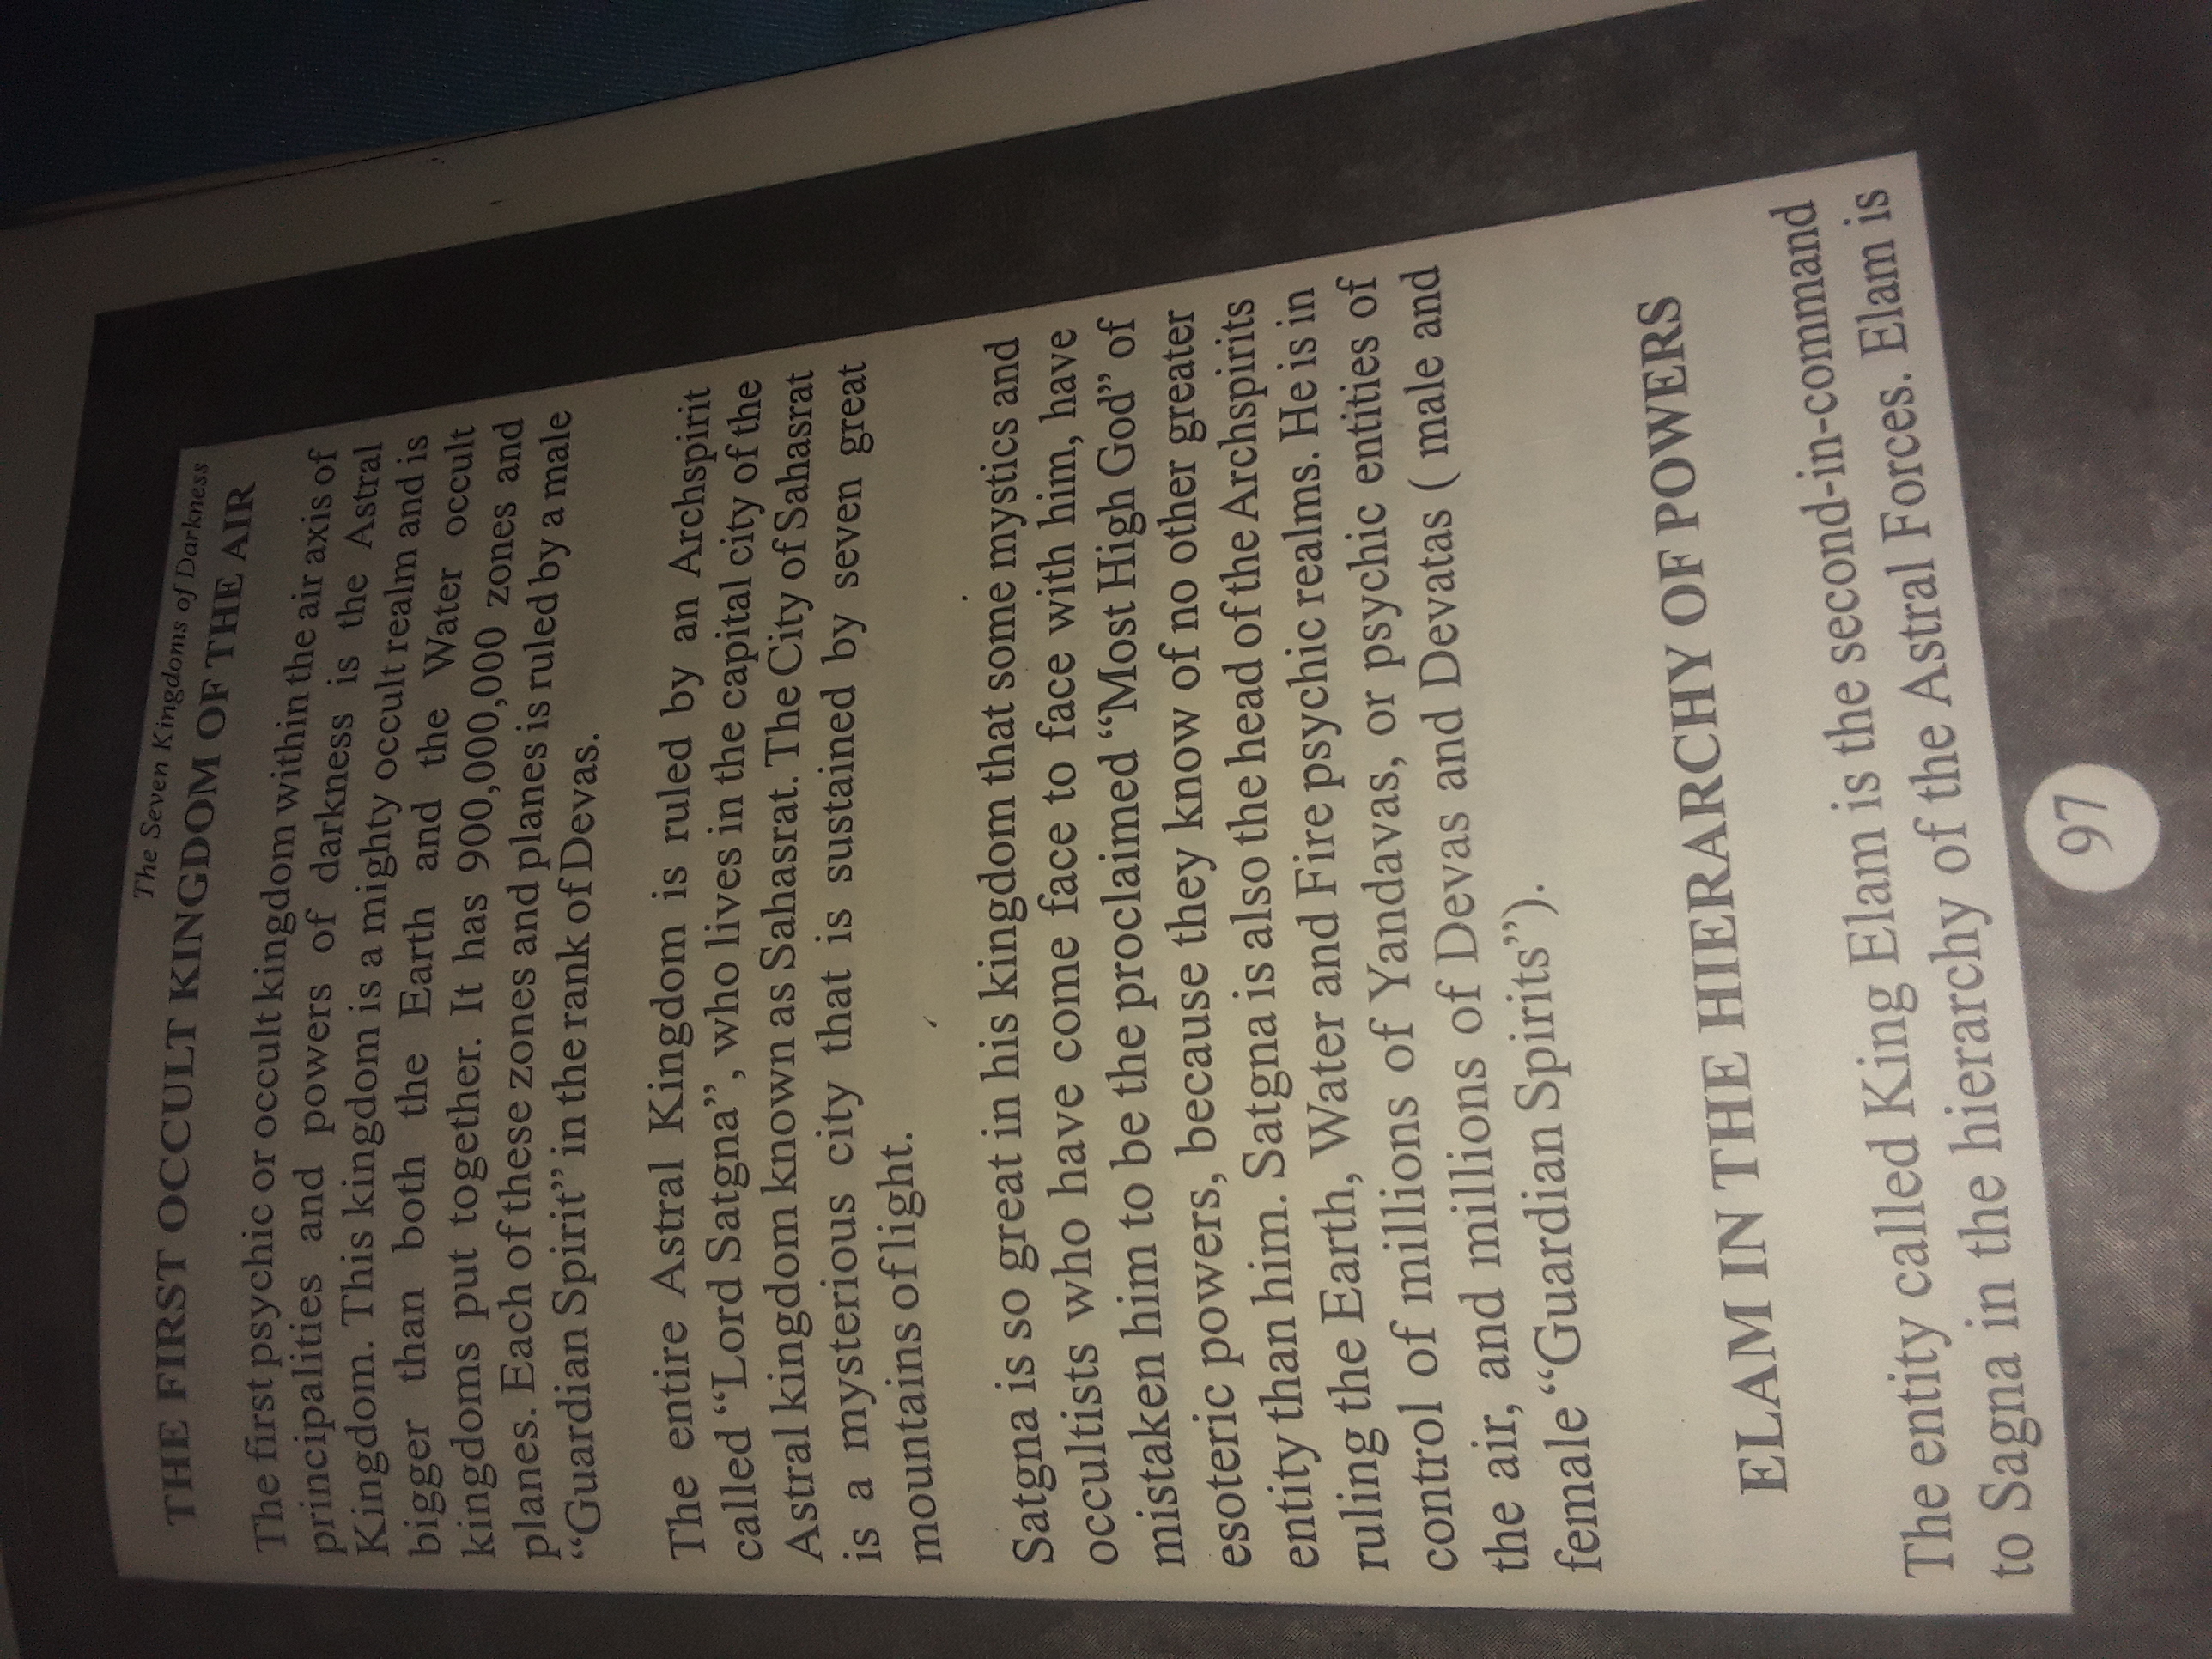 The Seven Kingdoms of Darkness
THE FIRST OCCULT KINGDOM OF THE AIR
The first psychic or occult kingdom within the air axis of
principalities and powers of darkness is the Astral
Kingdom. This kingdom is a mighty occult realm and is
bigger than both the Earth and the Water occult
kingdoms put together. It has 900,000,000 zones and
planes. Each of these zones and planes is ruled by a male
“Guardian Spirit” in the rank of Devas.
The entire Astral Kingdom is ruled by an Archspirit
called “Lord Satgna”, who lives in the capital city of the
Astral kingdom known as Sahasrat. The City of Sahasrat
is a mysterious city that is sustained by seven great
mountains of light.
Satgna is so great in his kingdom that some mystics and
occultists who have come face to face with him, have
mistaken him to be the proclaimed “Most High God” of
esoteric powers, because they know of no other greater
entity than him. Satgna is also the head of the Archspirits
ruling the Earth, Water and Fire psychic realms. He is in
control of millions of Yandavas, or psychic entities of
the air, and millions of Devas and Devatas ( male and
female “Guardian Spirits”).
ELAM IN THE HIERARCHY OF POWERS
The entity called King Elam is the second-in-command
to Sagna in the hierarchy of the Astral Forces. Elam is
97